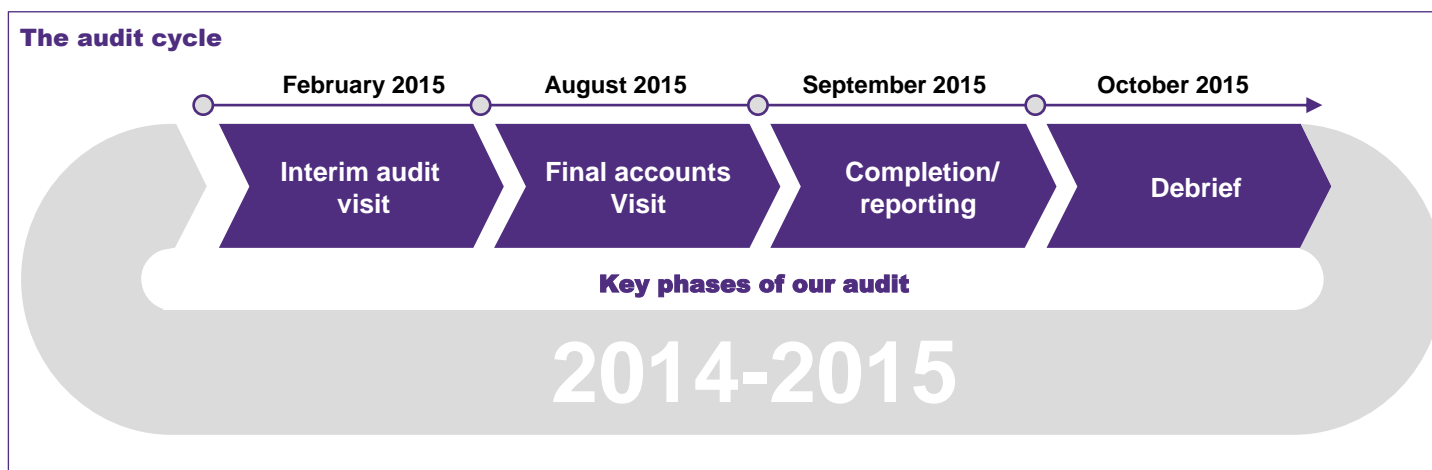 The audit cycle
February 2015
August 2015
September 2015
October 2015
Interim audit
visit
Final accounts
Visit
Completion/
reporting
Debrief
Key phases of our audit
2014-2015